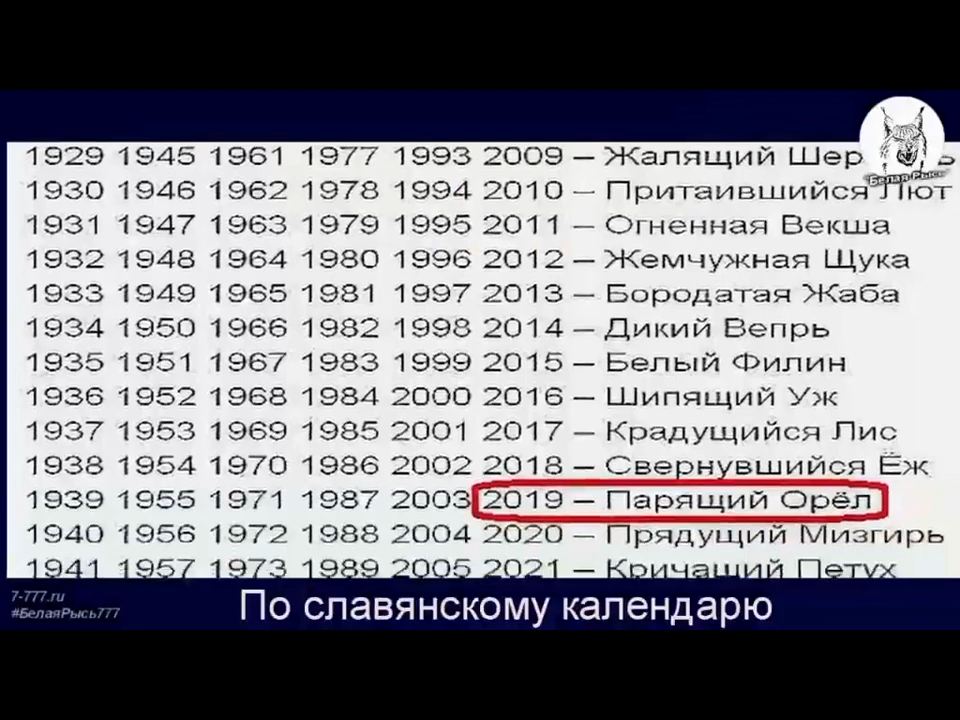 1929 1945 1961 1977 1993 2009 – Жалящий
1930 1946 1962 1978 1994 2010 – Притаившийся Лют
1931 1947 1963 1979 1995 2011 – Огненная Векша
1932 1948 1964 1980 1996 2012 – Жемчужная Щука
1933 1949 1965 1981 1997 2013 – Бородатая Жаба
1934 1950 1966 1982 1998 2014 – Дикий Вепрь
1935 1951 1967 1983 1999 2015 – Белый Филин
1936 1952 1968 1984 2000 2016 – Шипящий Уж
1937 1953 1969 1985 2001 2017 – Крадущийся Лис
1938 1954 1970 1986 2002 2018 – Свернувшийся Ёж
1939 1955 1971 1987 2003 2019 – Парящий Орёл
1940 1956 1972 1988 2004 2020 – Прядущий Мизгирь
1941 1957 1973 1989 2005 2021 – Кричащий Петух
"Белая Рысь"
7-777.ru
#БелаяРысь777
По славянскому календарю